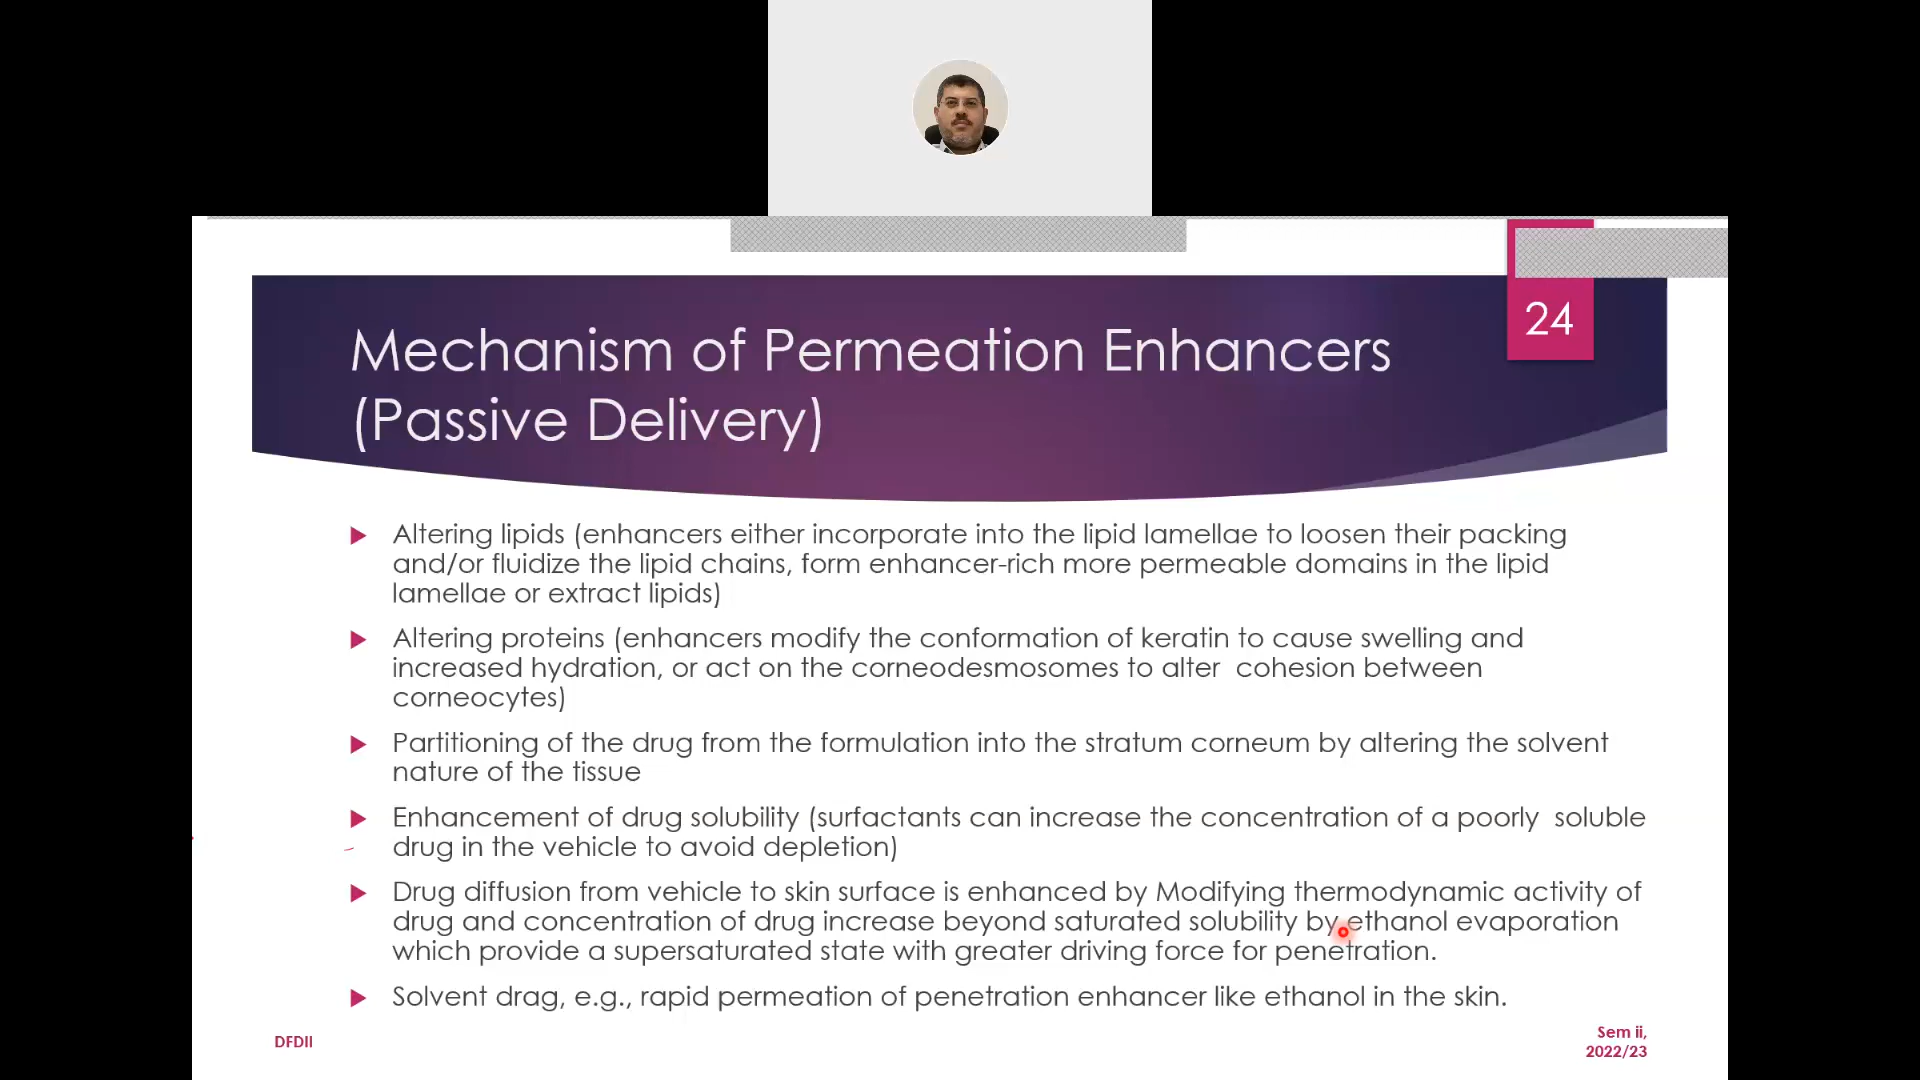 24
Mechanism of Permeation Enhancers
(Passive Delivery)
Altering lipids (enhancers either incorporate into the lipid lamellae to loosen their packing
and/or fluidize the lipid chains, form enhancer-rich more permeable domains in the lipid
lamellae or extract lipids)
Altering proteins (enhancers modify the conformation of keratin to cause swelling and
increased hydration, or act on the corneodesmosomes to alter  cohesion between
corneocytes)
Partitioning of the drug from the formulation into the stratum corneum by altering the solvent
nature of the tissue
Enhancement of drug solubility (surfactants can increase the concentration of a poorly  soluble
drug in the vehicle to avoid depletion)
Drug diffusion from vehicle to skin surface is enhanced by Modifying thermodynamic activity of
drug and concentration of drug increase beyond saturated solubility by ethanol evaporation
which provide a supersaturated state with greater driving force for penetration.
Solvent drag, e.g., rapid permeation of penetration enhancer like ethanol in the skin.
DFDII
Sem ii,
2022/23